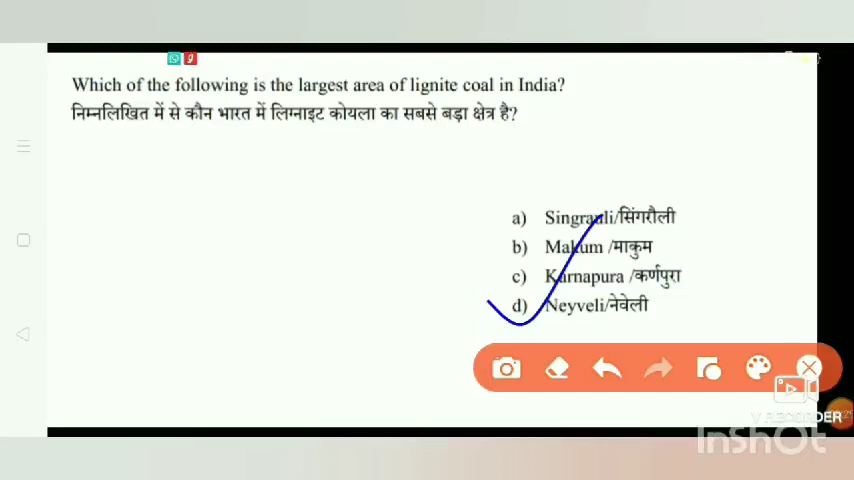 Which of the following is the largest area of lignite coal in India?
निम्नलिखित में से कौन भारत में लिग्नाइट कोयला का सबसे बड़ा क्षेत्र है?
a) Singrauli/सिंगरौली
b) Makum /माकुम
c) Karnapura /कर्णपुरा
d) Neyveli/नेवेली
V RECORDER
InShOt